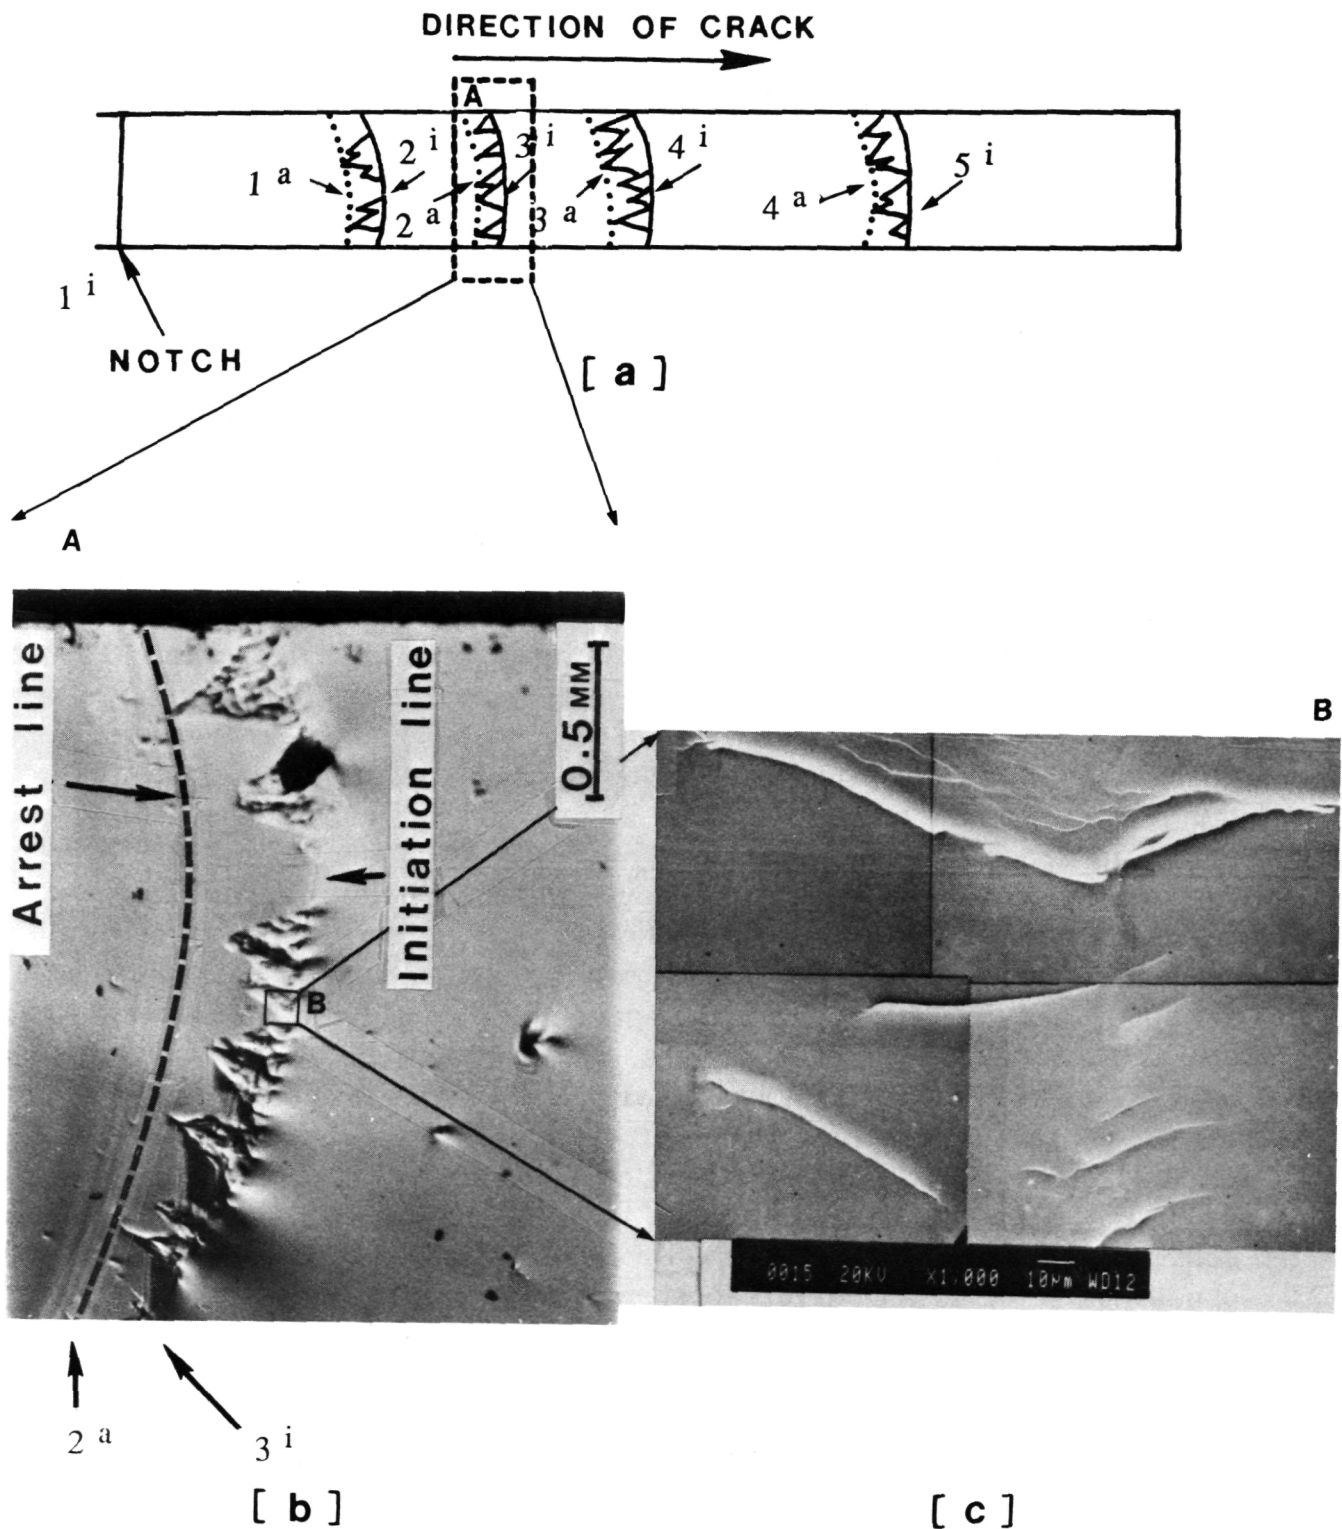 DIRECTION OF CRACK
A
1 a
2 i
2 a
3 i
3 a
4 i
4 a
5 i
1 i
NOTCH
[ a ]
A
Arrest line
Initiation line
0.5 MM
B
B
0015 20KV X1,000 10µm WD12
2 a
3 i
[ b ]
[ c ]